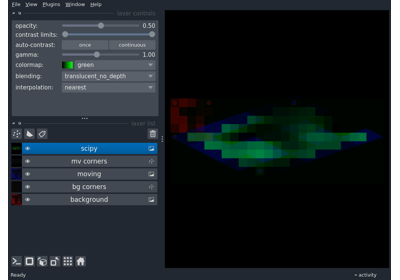 File View Plugins Window Help
layer controls
opacity: 0.50
contrast limits:
auto-contrast: once continuous
gamma: 1.00
colormap: green
blending: translucent_no_depth
interpolation: nearest
layer list
scipy
mv corners
moving
bg corners
background
Ready
activity